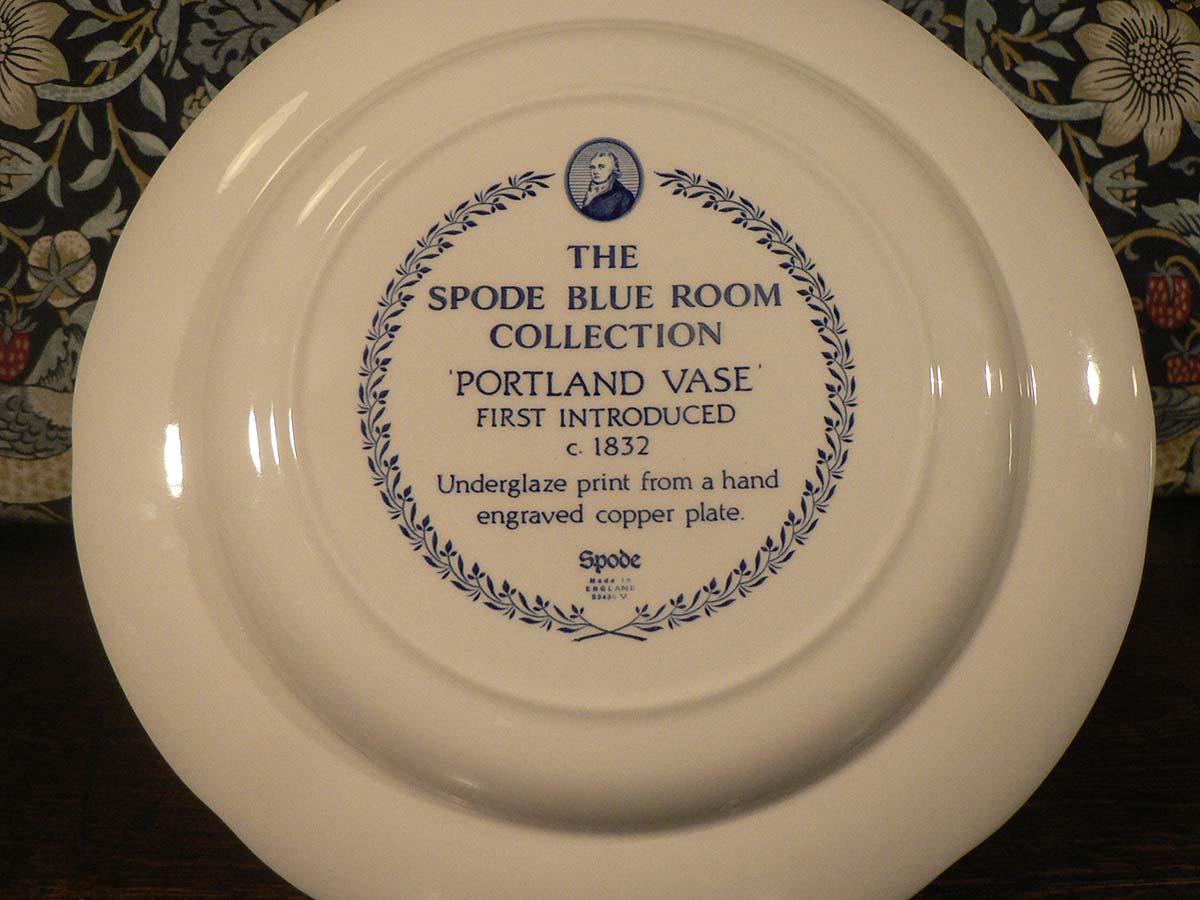 THE
SPODE BLUE ROOM
COLLECTION
'PORTLAND VASE'
FIRST INTRODUCED
c. 1832
Underglaze print from a hand
engraved copper plate.
Spode
Made in
ENGLAND